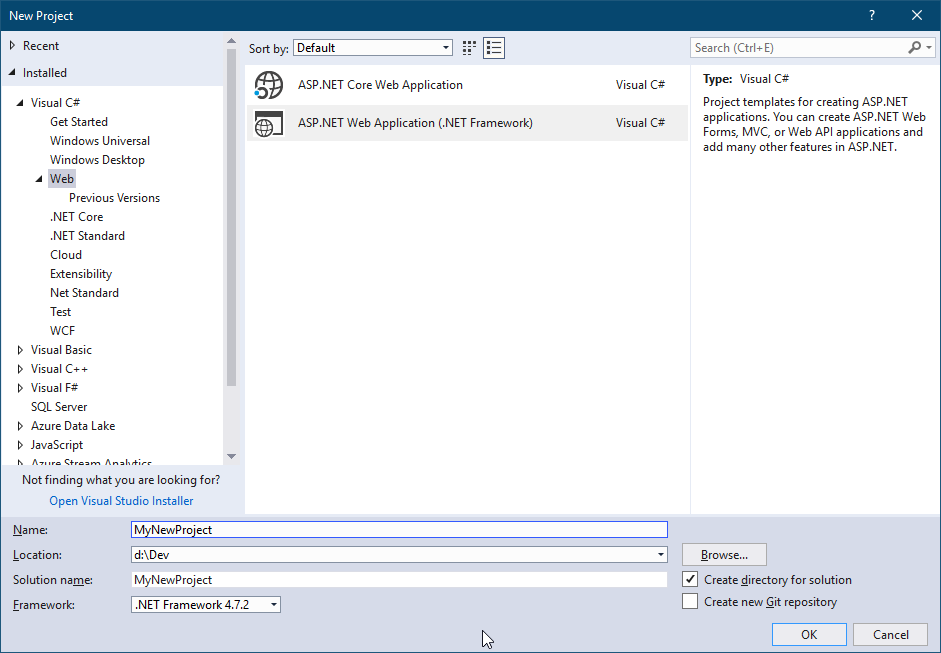 New Project
?
Recent
Installed
Visual C#
Get Started
Windows Universal
Windows Desktop
Web
Previous Versions
.NET Core
.NET Standard
Cloud
Extensibility
Net Standard
Test
WCF
Visual Basic
Visual C++
Visual F#
SQL Server
Azure Data Lake
JavaScript
Azure Stream Analytics
Not finding what you are looking for?
Open Visual Studio Installer
Sort by: Default
ASP.NET Core Web Application Visual C#
ASP.NET Web Application (.NET Framework) Visual C#
Search (Ctrl+E)
Type: Visual C#
Project templates for creating ASP.NET
applications. You can create ASP.NET Web
Forms, MVC, or Web API applications and
add many other features in ASP.NET.
Name: MyNewProject
Location: d:\Dev
Browse...
Solution name: MyNewProject
Create directory for solution
Framework: .NET Framework 4.7.2
Create new Git repository
OK
Cancel